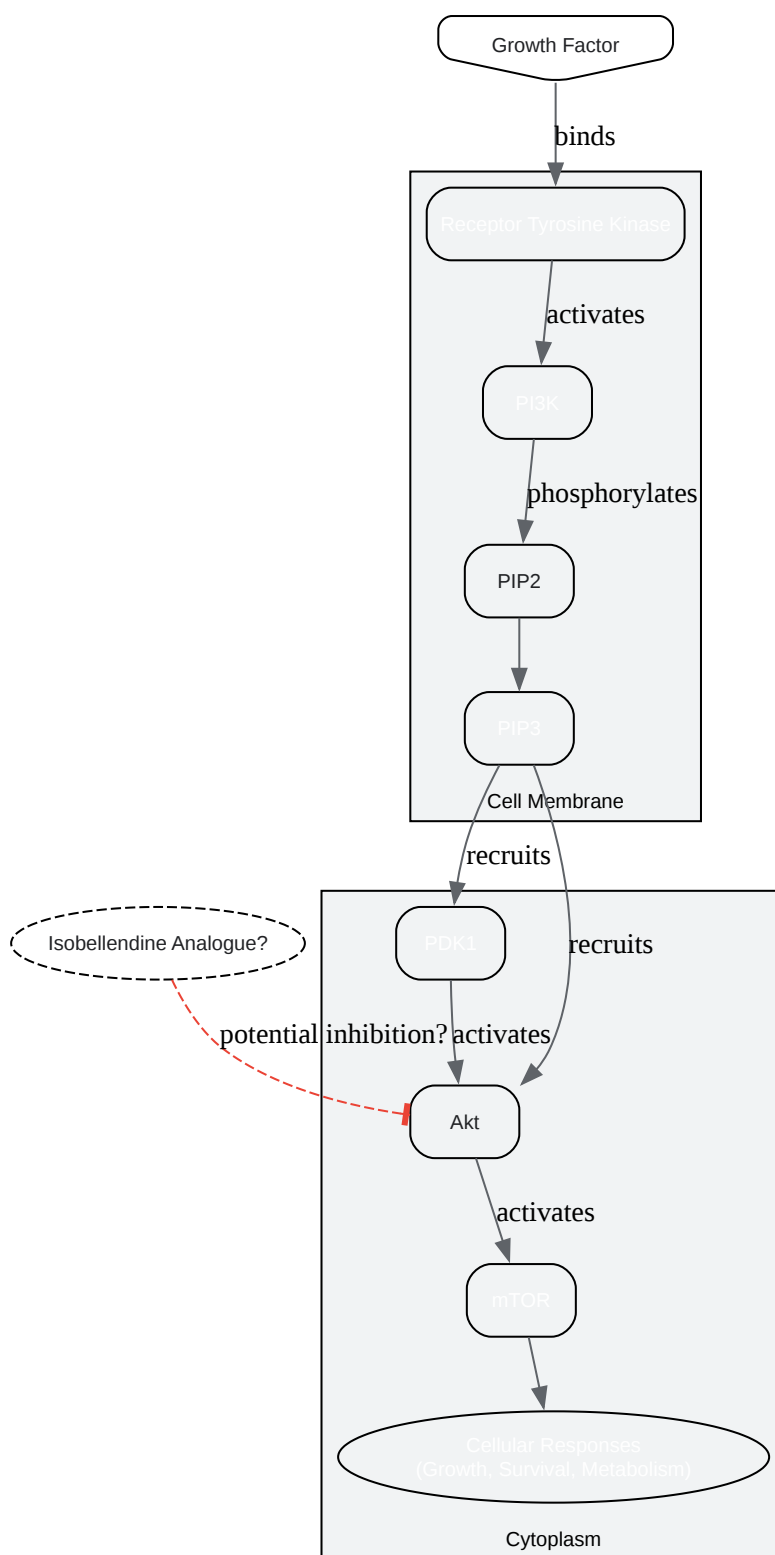 Growth Factor
binds
Receptor Tyrosine Kinase
activates
PI3K
phosphorylates
PIP2
PIP3
Cell Membrane
recruits
Isobellendine Analogue?
PDK1
recruits
potential inhibition?
activates
Akt
activates
mTOR
Cellular Responses
(Growth, Survival, Metabolism)
Cytoplasm